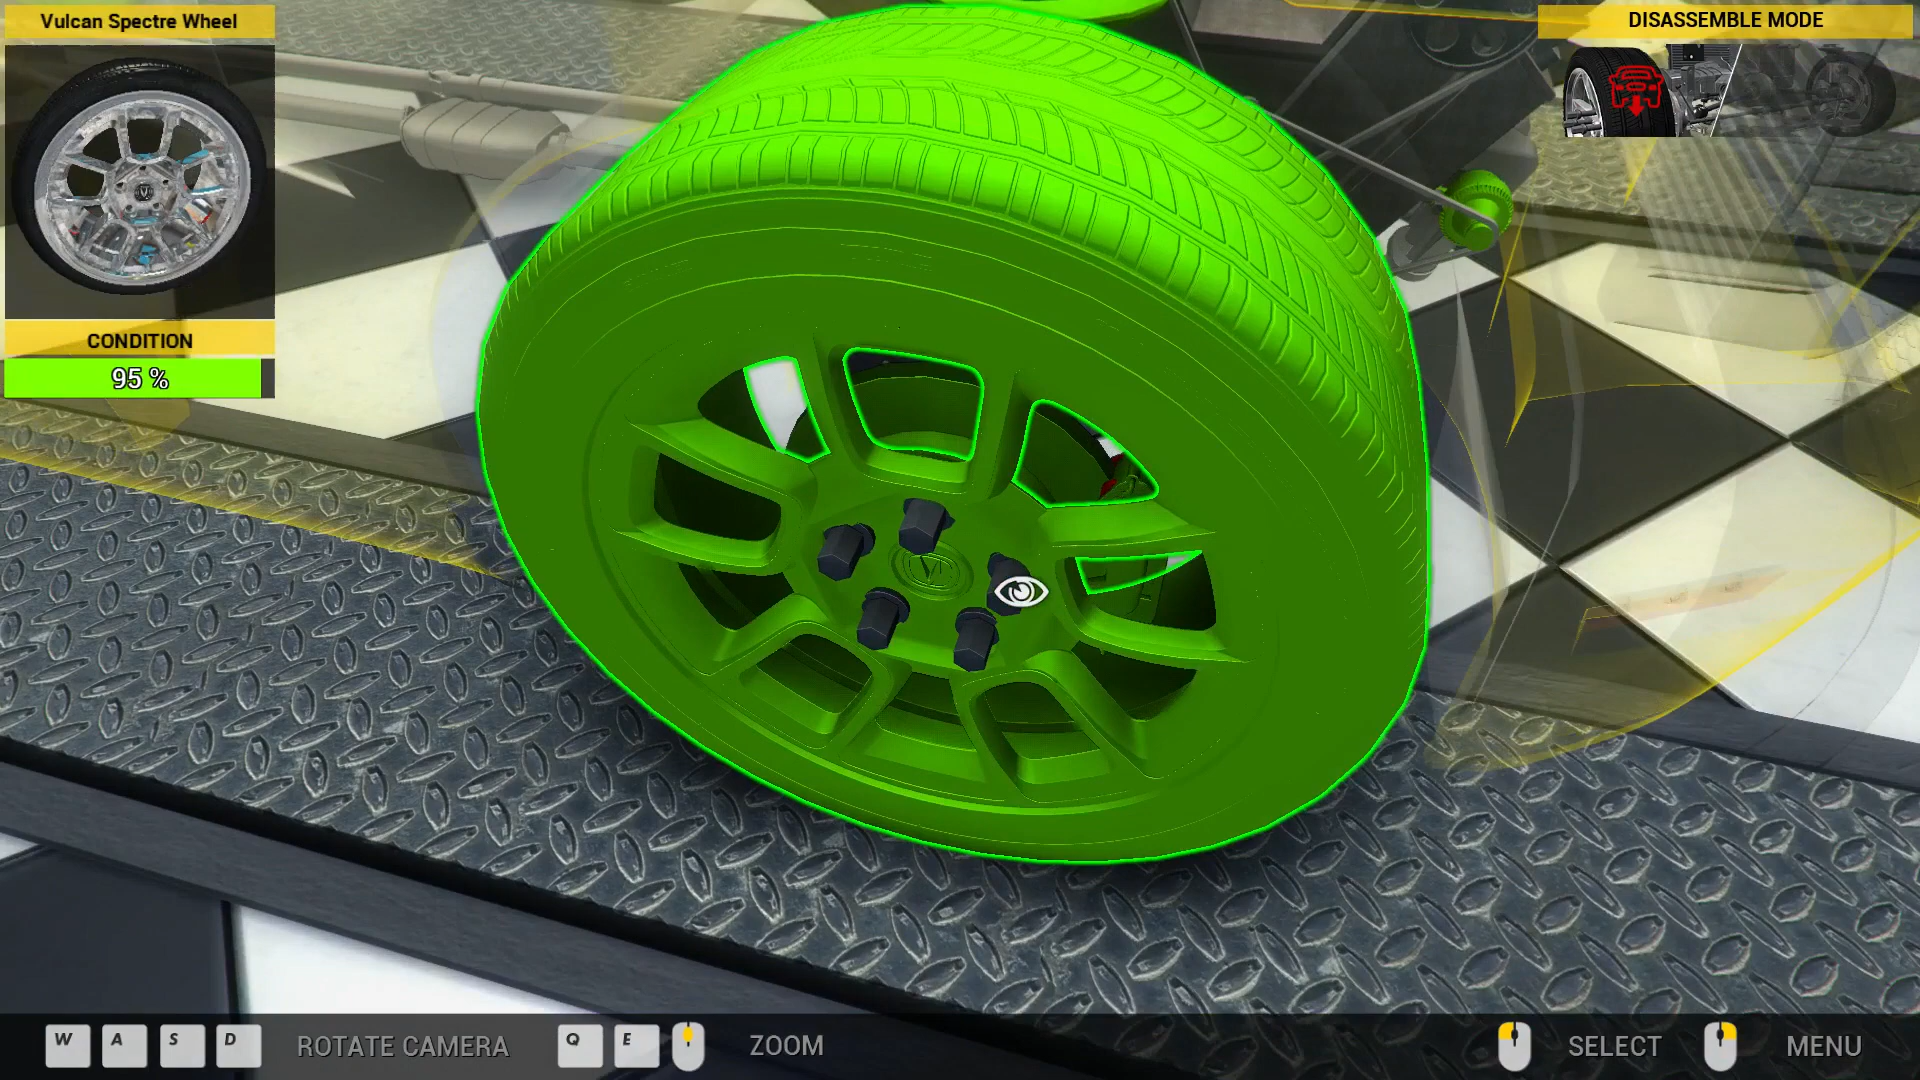 Vulcan Spectre Wheel
DISASSEMBLE MODE
CONDITION
95 %
W A S D ROTATE CAMERA Q E ZOOM SELECT MENU